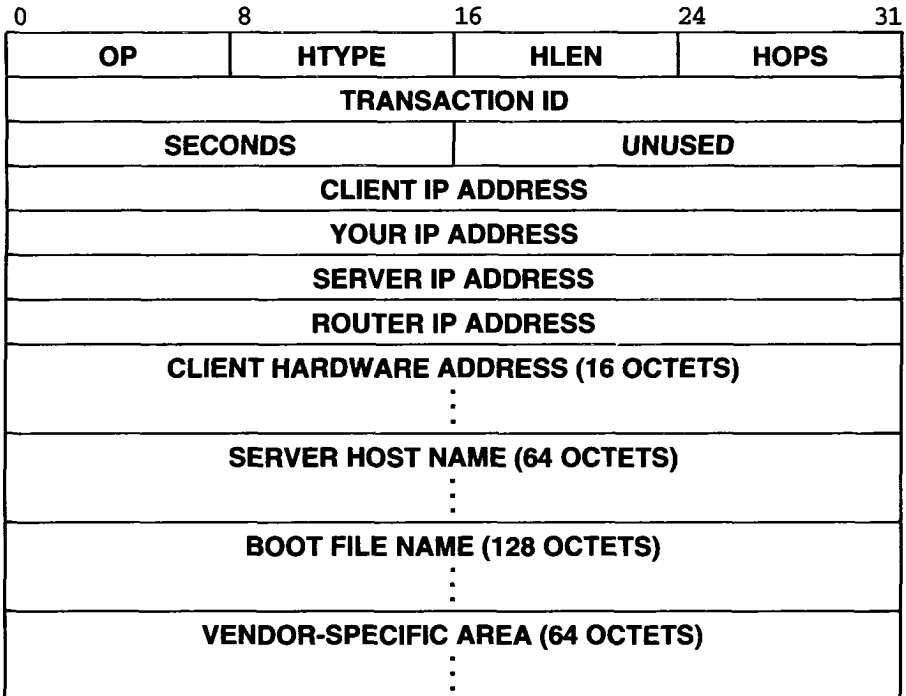 0 8 16 24 31
OP HTYPE HLEN HOPS
TRANSACTION ID
SECONDS UNUSED
CLIENT IP ADDRESS
YOUR IP ADDRESS
SERVER IP ADDRESS
ROUTER IP ADDRESS
CLIENT HARDWARE ADDRESS (16 OCTETS)
SERVER HOST NAME (64 OCTETS)
BOOT FILE NAME (128 OCTETS)
VENDOR-SPECIFIC AREA (64 OCTETS)